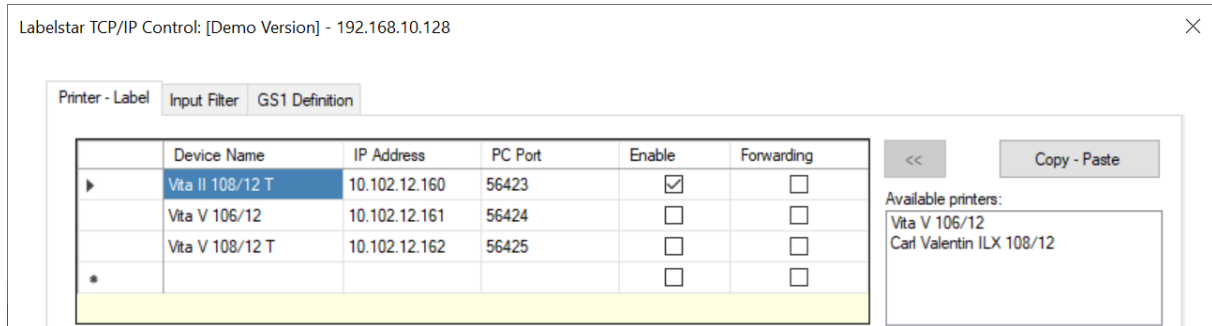 Labelstar TCP/IP Control: [Demo Version] - 192.168.10.128
Printer - Label Input Filter GS1 Definition
Device Name IP Address PC Port Enable Forwarding
Vita II 108/12 T 10.102.12.160 56423
Vita V 106/12 10.102.12.161 56424
Vita V 108/12 T 10.102.12.162 56425
*
<< Copy - Paste
Available printers:
Vita V 106/12
Carl Valentin ILX 108/12